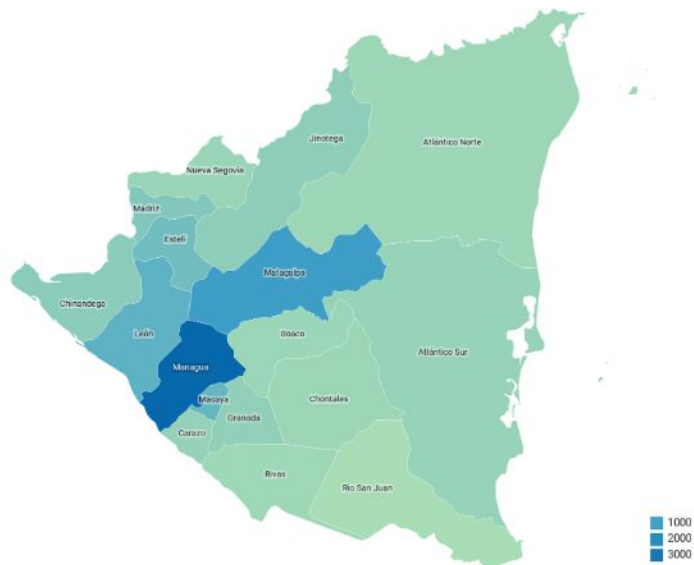 Jinotega
Atlántico Norte
Nueva Segovia
Madriz
Estelí
Matagalpa
Chinandega
León
Boaco
Atlántico Sur
Managua
Masaya
Chontales
Granada
Carazo
Rivas
Rio San Juan
1000
2000
3000